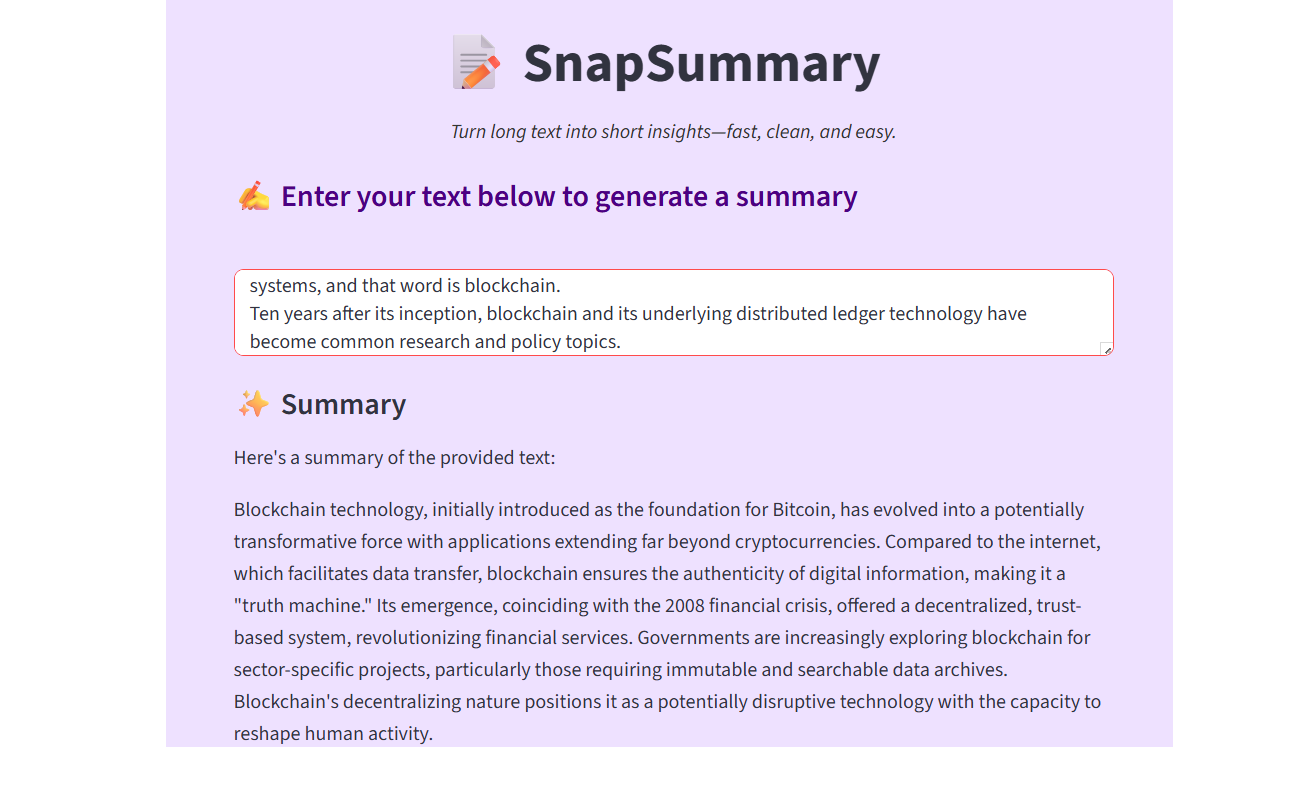 SnapSummary
Turn long text into short insights—fast, clean, and easy.
Enter your text below to generate a summary
systems, and that word is blockchain.
Ten years after its inception, blockchain and its underlying distributed ledger technology have
become common research and policy topics.
Summary
Here's a summary of the provided text:
Blockchain technology, initially introduced as the foundation for Bitcoin, has evolved into a potentially
transformative force with applications extending far beyond cryptocurrencies. Compared to the internet,
which facilitates data transfer, blockchain ensures the authenticity of digital information, making it a
"truth machine." Its emergence, coinciding with the 2008 financial crisis, offered a decentralized, trust-
based system, revolutionizing financial services. Governments are increasingly exploring blockchain for
sector-specific projects, particularly those requiring immutable and searchable data archives.
Blockchain's decentralizing nature positions it as a potentially disruptive technology with the capacity to
reshape human activity.